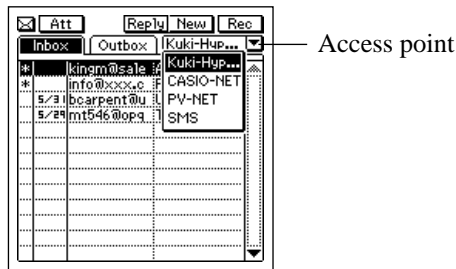 Att Reply New Rec
Inbox Outbox Kuki-Hyp... Access point
* kingm@sale Kuki-Hyp...
* info@xxx.c CASIO-NET
5/31 bcarpent@u PV-NET
5/29 mt546@opq SMS